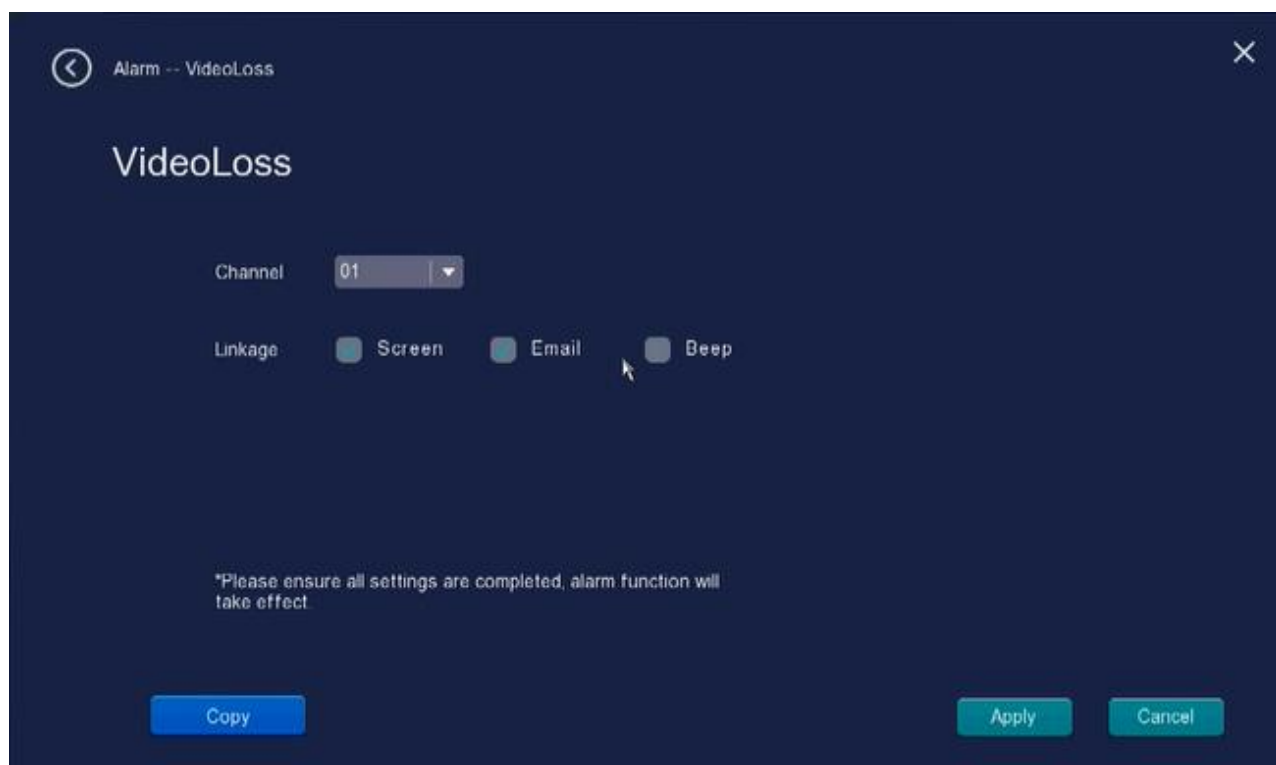 Alarm -- VideoLoss
VideoLoss
Channel 01
Linkage Screen Email Beep
*Please ensure all settings are completed, alarm function will
take effect.
Copy Apply Cancel